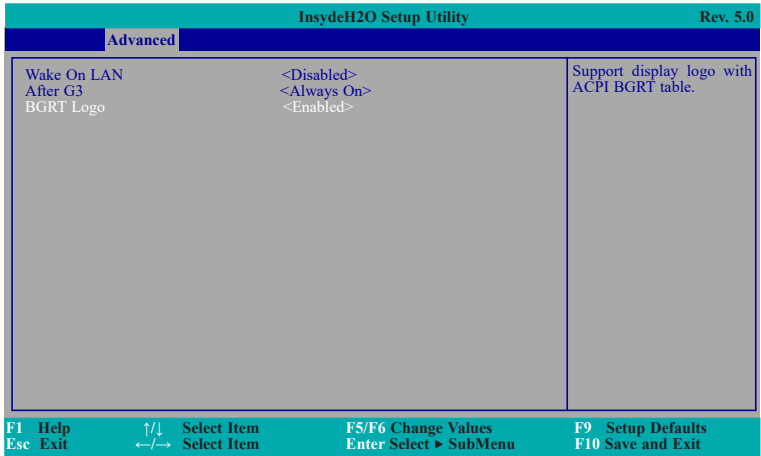 InsydeH2O Setup Utility Rev. 5.0
Advanced
Wake On LAN <Disabled>
After G3 <Always On>
BGRT Logo <Enabled>
Support display logo with
ACPI BGRT table.
F1 Help ↑/↓ Select Item F5/F6 Change Values F9 Setup Defaults
Esc Exit ←/→ Select Item Enter Select ▶ SubMenu F10 Save and Exit